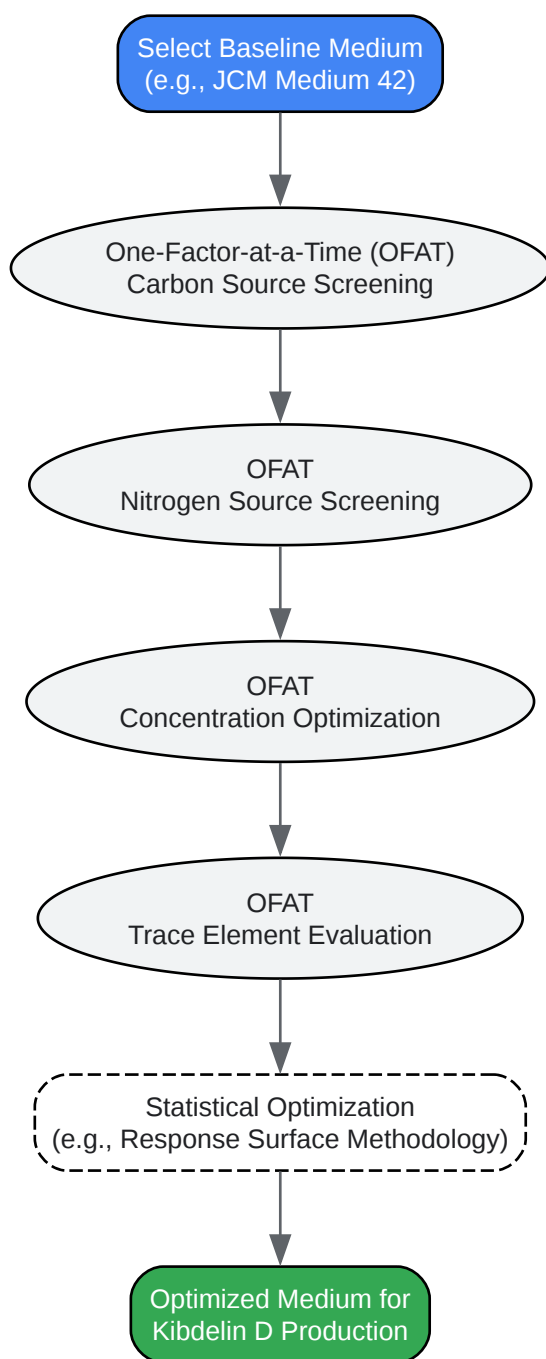 Select Baseline Medium
(e.g., JCM Medium 42)
One-Factor-at-a-Time (OFAT)
Carbon Source Screening
OFAT
Nitrogen Source Screening
OFAT
Concentration Optimization
OFAT
Trace Element Evaluation
Statistical Optimization
(e.g., Response Surface Methodology)
Optimized Medium for
Kibdelin D Production